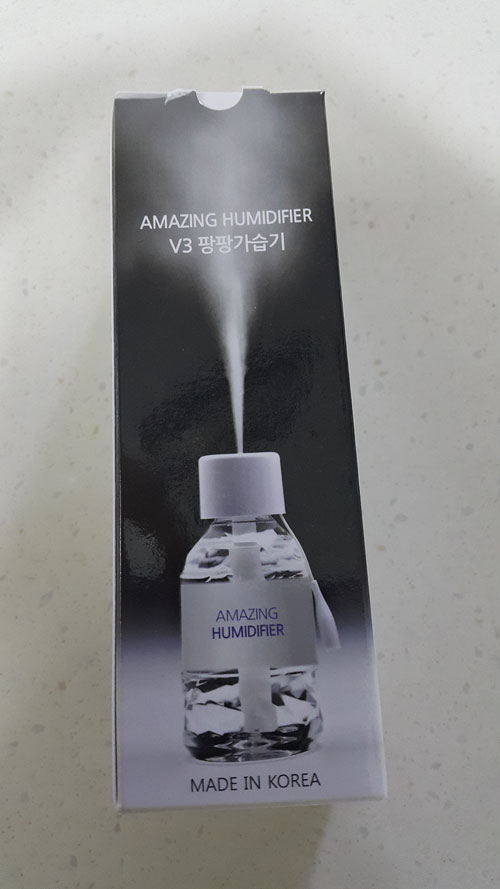 AMAZING HUMIDIFIER
V3 팡팡가습기
AMAZING
HUMIDIFIER
MADE IN KOREA